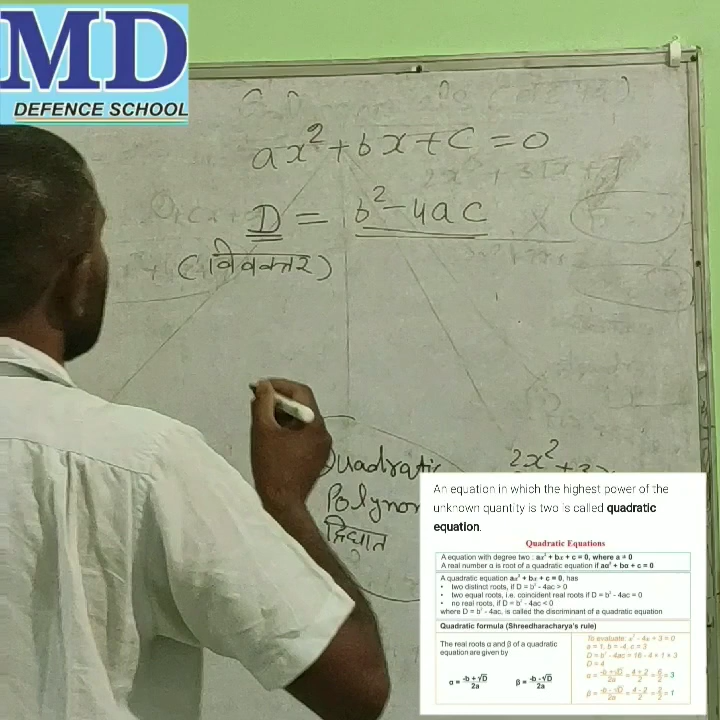 MD
DEFENCE SCHOOL
ax² + bx + c = 0
D = b² - 4ac
(विवक्तर)
Quadratic
2x²
द्विघात
An equation in which the highest power of the
unknown quantity is two is called quadratic
equation.
Quadratic Equations
A equation with degree two : ax² + bx + c = 0, where a ≠ 0
A real number α is root of a quadratic equation if aα² + bα + c = 0
A quadratic equation ax² + bx + c = 0, has
• two distinct roots, if D = b² - 4ac > 0
• two equal roots, i.e. coincident real roots if D = b² - 4ac = 0
• no real roots, if D = b² - 4ac < 0
where D = b² - 4ac, is called the discriminant of a quadratic equation
Quadratic formula (Shreedharacharya's rule)
The real roots α and β of a quadratic
equation are given by
α = -b + √D / 2a β = -b - √D / 2a
To evaluate: x² - 4x + 3 = 0
a = 1, b = -4, c = 3
D = b² - 4ac = 16 - 4 × 1 × 3
D = 4
α = -b + √D / 2a = 4 + 2 / 2 = 6 / 2 = 3
β = -b - √D / 2a = 4 - 2 / 2 = 2 / 2 = 1